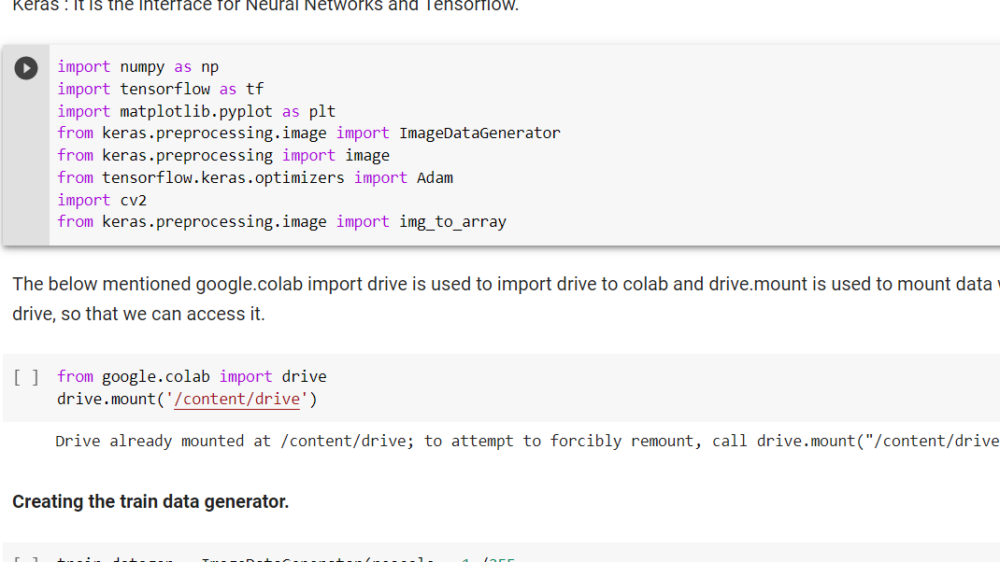 Keras : It is the interface for Neural Networks and Tensorflow.
import numpy as np
import tensorflow as tf
import matplotlib.pyplot as plt
from keras.preprocessing.image import ImageDataGenerator
from keras.preprocessing import image
from tensorflow.keras.optimizers import Adam
import cv2
from keras.preprocessing.image import img_to_array
The below mentioned google.colab import drive is used to import drive to colab and drive.mount is used to mount data
drive, so that we can access it.
[ ] from google.colab import drive
drive.mount('/content/drive')
Drive already mounted at /content/drive; to attempt to forcibly remount, call drive.mount("/content/drive
Creating the train data generator.